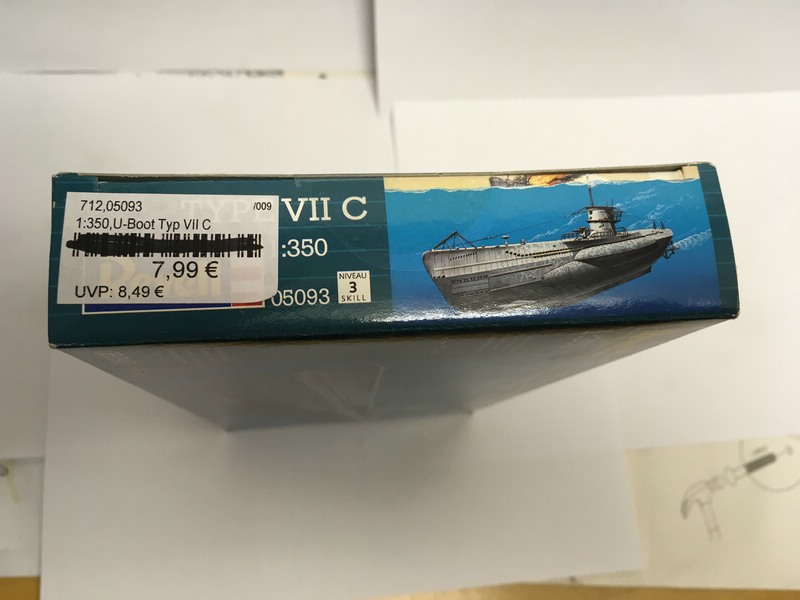 712,05093 /009
1:350,U-Boot Typ VII C
7,99 €
UVP: 8,49 €
TYPE VII C
:350
05093
NIVEAU
3
SKILL